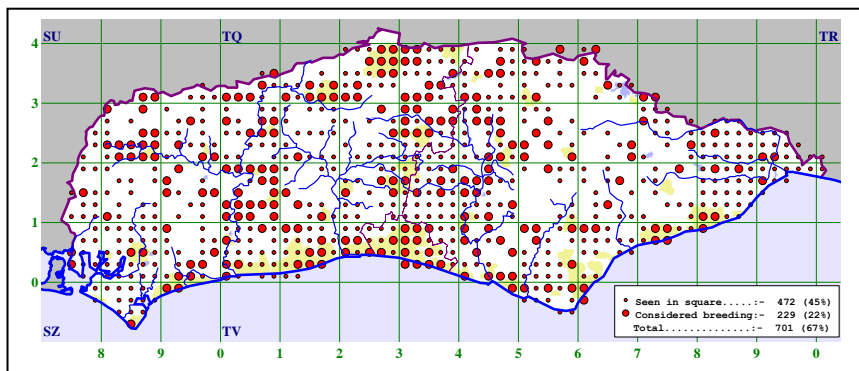 SU TQ TR
4
3
2
1
0
Seen in square.....:- 472 (45%)
Considered breeding:- 229 (22%)
Total..............:- 701 (67%)
SZ TV
8 9 0 1 2 3 4 5 6 7 8 9 0